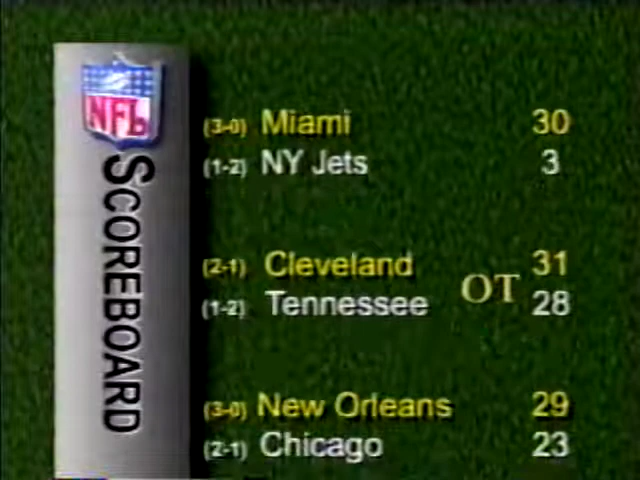 NFL
SCOREBOARD
(3-0) Miami 30
(1-2) NY Jets 3
(2-1) Cleveland 31
OT
(1-2) Tennessee 28
(3-0) New Orleans 29
(2-1) Chicago 23